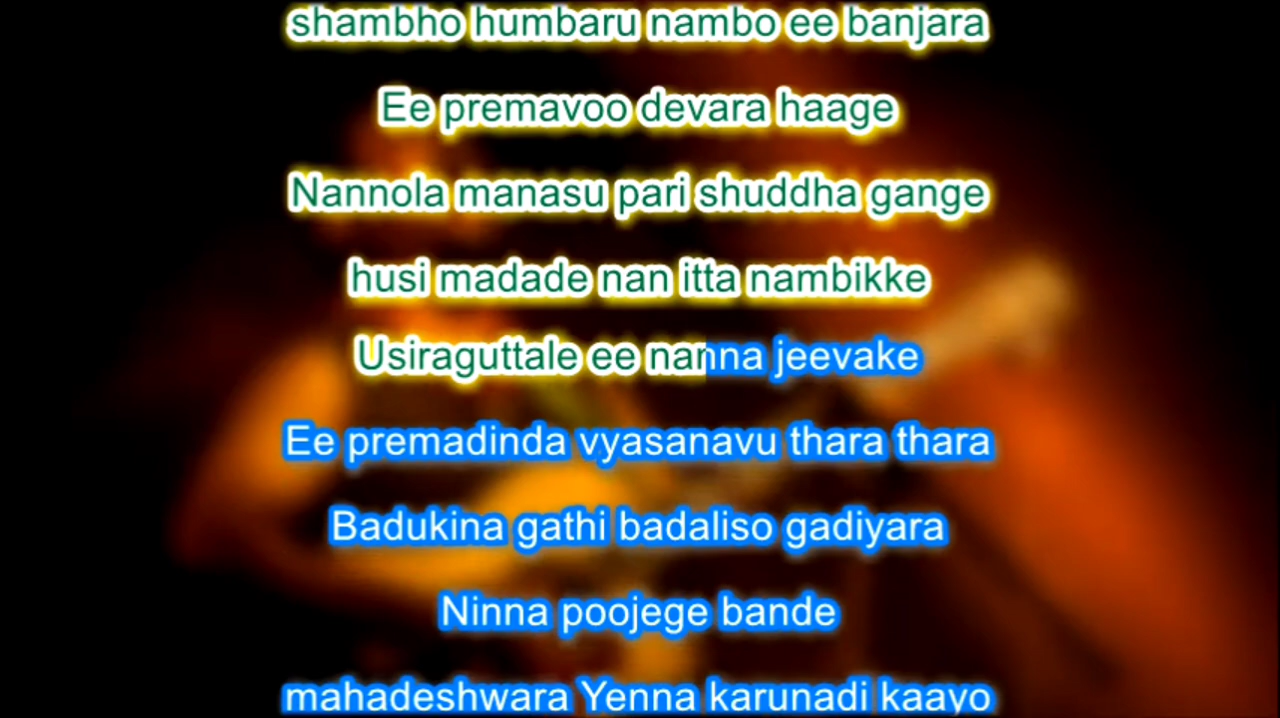 shambho humbaru nambo ee banjara
Ee premavoo devara haage
Nannola manasu pari shuddha gange
husi madade nan itta nambikke
Usiraguttale ee nanna jeevake
Ee premadinda vyasanavu thara thara
Badukina gathi badaliso gadiyara
Ninna poojege bande
mahadeshwara Yenna karunadi kaayo